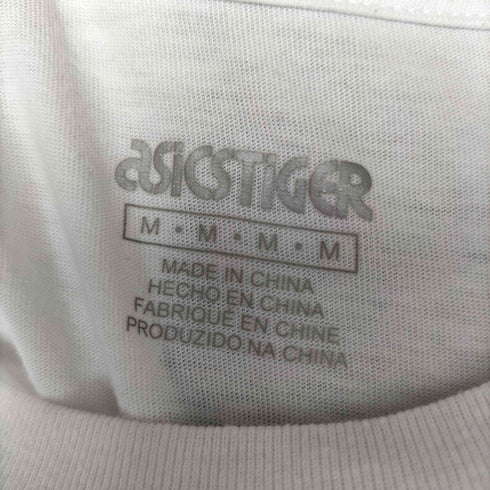 asicsTiGER
M • M • M • M
MADE IN CHINA
HECHO EN CHINA
FABRIQUÉ EN CHINE
PRODUZIDO NA CHINA